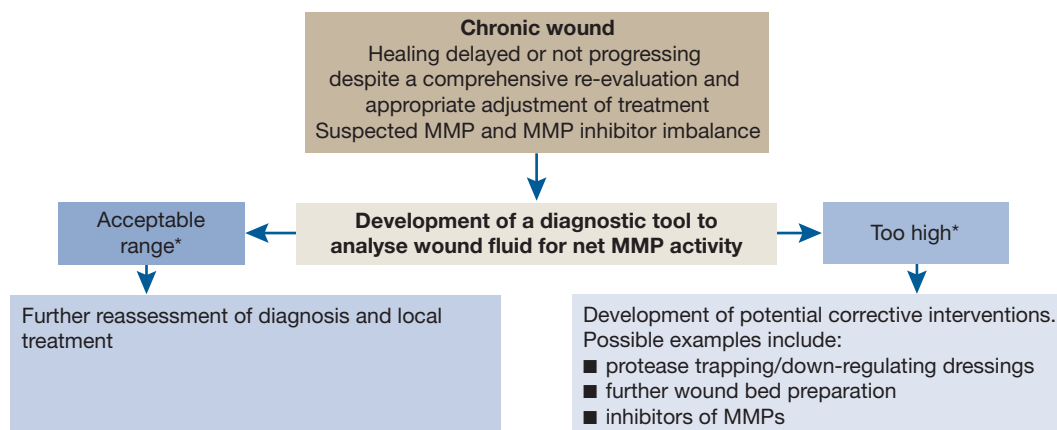 Chronic wound
Healing delayed or not progressing
despite a comprehensive re-evaluation and
appropriate adjustment of treatment
Suspected MMP and MMP inhibitor imbalance
Acceptable
range*
Development of a diagnostic tool to
analyse wound fluid for net MMP activity
Too high*
Further reassessment of diagnosis and local
treatment
Development of potential corrective interventions.
Possible examples include:
■ protease trapping/down-regulating dressings
■ further wound bed preparation
■ inhibitors of MMPs